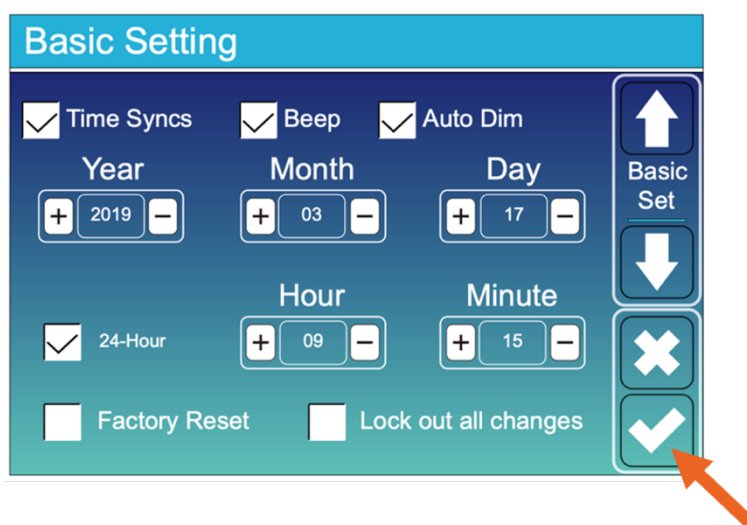 Basic Setting
Time Syncs Beep Auto Dim
Year Month Day
+ 2019 − + 03 − + 17 −
Basic
Set
Hour Minute
24-Hour + 09 − + 15 −
Factory Reset Lock out all changes